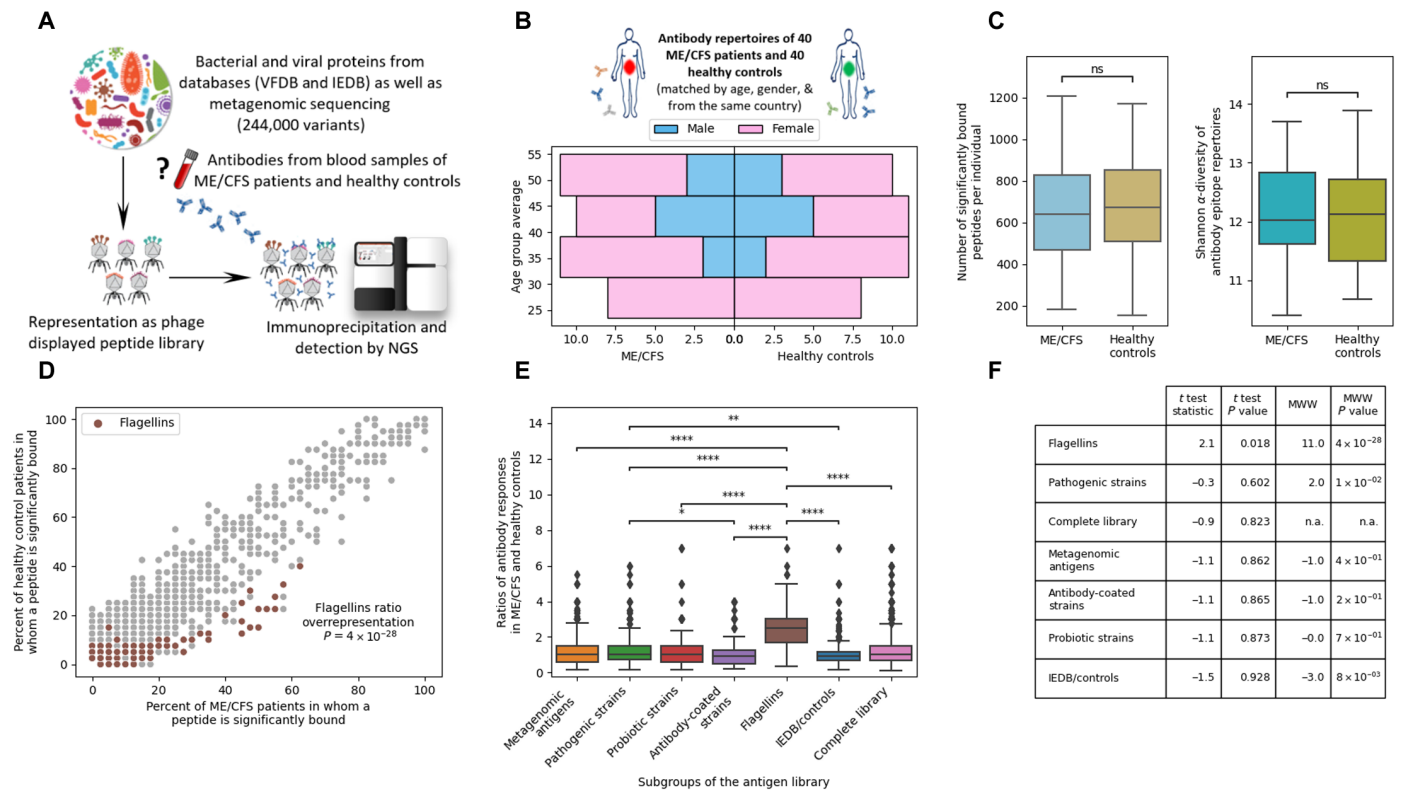 A
Bacterial and viral proteins from
databases (VFDB and IEDB) as well as
metagenomic sequencing
(244,000 variants)
?
Antibodies from blood samples of
ME/CFS patients and healthy controls
Representation as phage
displayed peptide library
Immunoprecipitation and
detection by NGS
B
Antibody repertoires of 40
ME/CFS patients and 40
healthy controls
(matched by age, gender, &
from the same country)
Male
Female
Age group average
55
50
45
40
35
30
25
10.0 7.5 5.0 2.5 0.0 2.5 5.0 7.5 10.0
ME/CFS
Healthy controls
C
Number of significantly bound
peptides per individual
1200
1000
800
600
400
200
ns
ME/CFS
Healthy
controls
Shannon α-diversity of
antibody epitope repertoires
14
13
12
11
ns
ME/CFS
Healthy
controls
D
Percent of healthy control patients in
whom a peptide is significantly bound
100
80
60
40
20
0
Flagellins
Flagellins ratio
overrepresentation
P = 4 × 10⁻²⁸
0 20 40 60 80 100
Percent of ME/CFS patients in whom a
peptide is significantly bound
E
Ratios of antibody responses
in ME/CFS and healthy controls
14
12
10
8
6
4
2
0
**
****
****
****
****
*
****
****
Metagenomic
antigens
Pathogenic strains
Probiotic strains
Antibody-coated
strains
Flagellins
IEDB/controls
Complete library
Subgroups of the antigen library
F
t test
statistic
t test
P value
MWW
MWW
P value
Flagellins 2.1 0.018 11.0 4 × 10⁻²⁸
Pathogenic strains −0.3 0.602 2.0 1 × 10⁻⁰²
Complete library −0.9 0.823 n.a. n.a.
Metagenomic
antigens −1.1 0.862 −1.0 4 × 10⁻⁰¹
Antibody-coated
strains −1.1 0.865 −1.0 2 × 10⁻⁰¹
Probiotic strains −1.1 0.873 −0.0 7 × 10⁻⁰¹
IEDB/controls −1.5 0.928 −3.0 8 × 10⁻⁰³